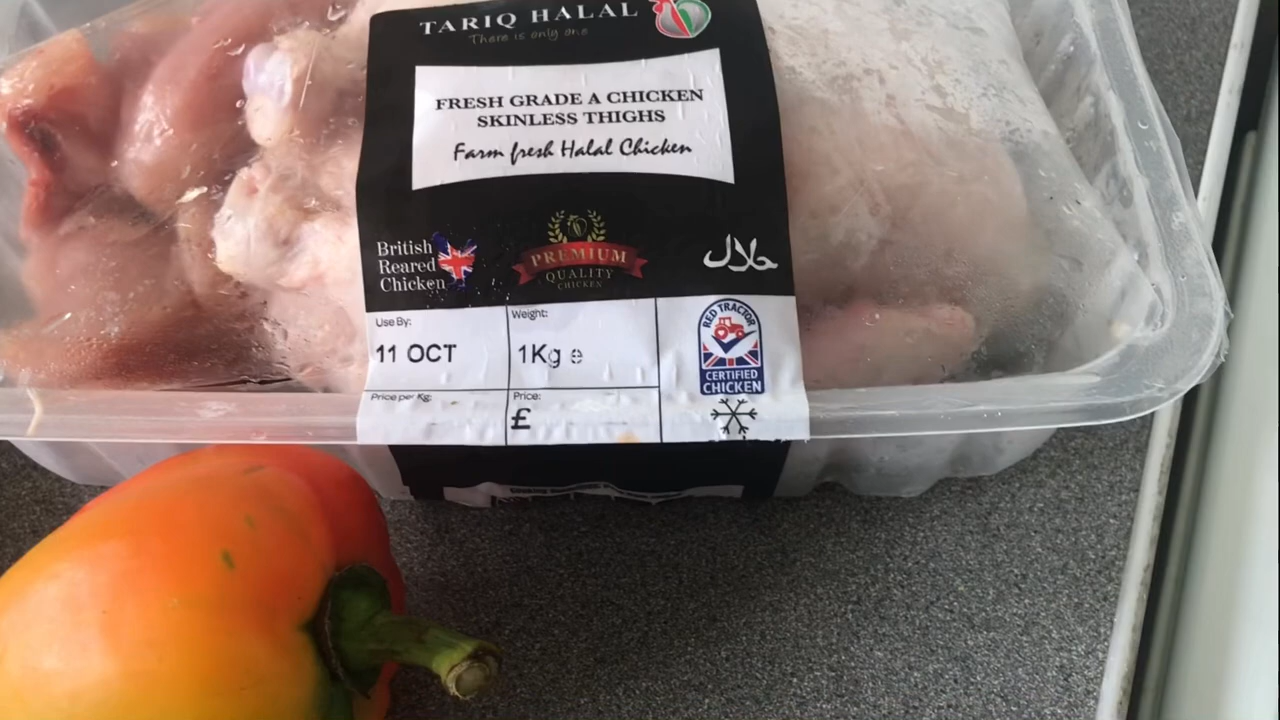 TARIQ HALAL
There is only one
FRESH GRADE A CHICKEN
SKINLESS THIGHS
Farm fresh Halal Chicken
British
Reared
Chicken
PREMIUM
QUALITY
CHICKEN
حلال
Use By:
11 OCT
Weight:
1Kg e
RED TRACTOR
CERTIFIED
CHICKEN
Price per Kg:
Price:
£